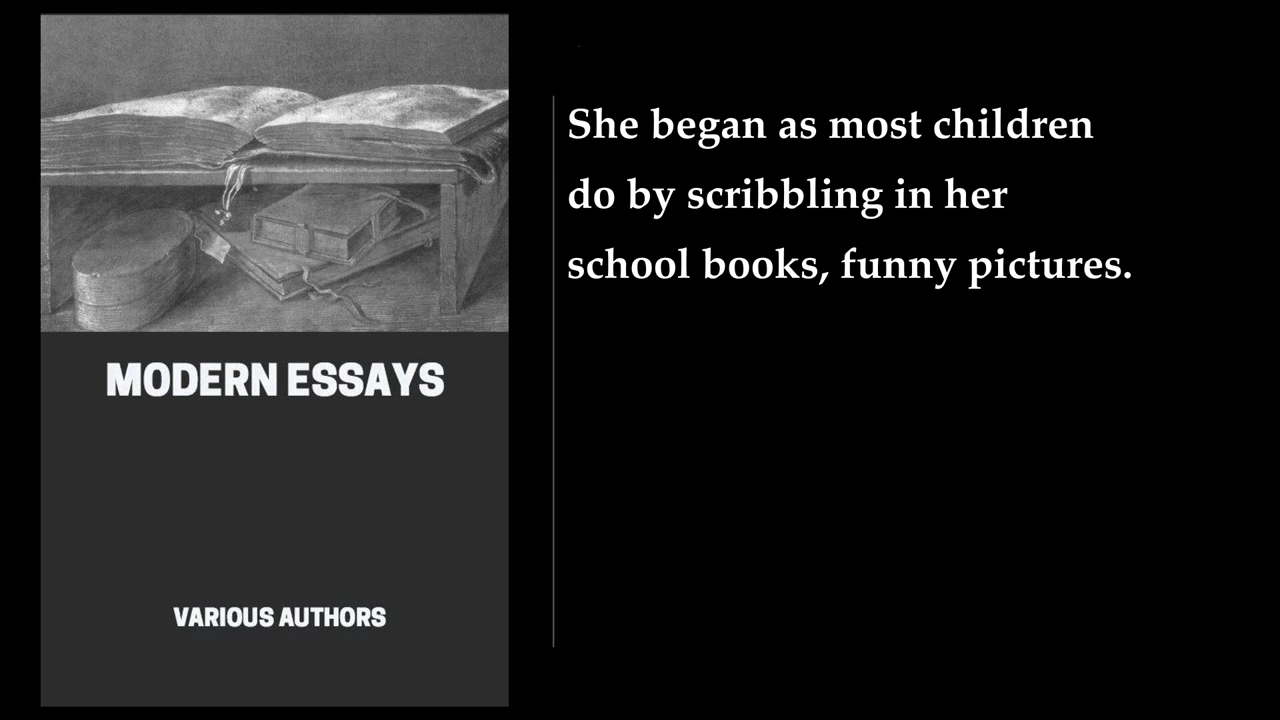 MODERN ESSAYS
VARIOUS AUTHORS
She began as most children
do by scribbling in her
school books, funny pictures.